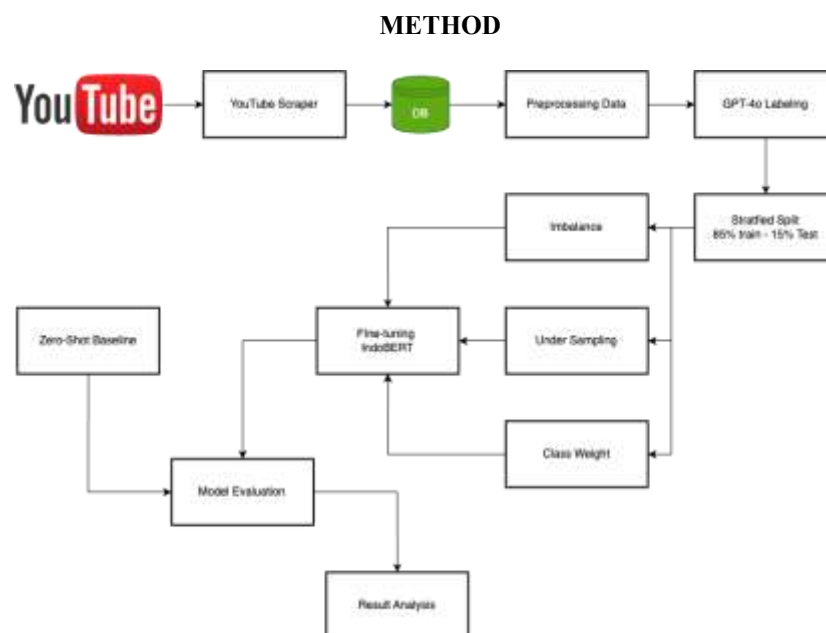 METHOD
YouTube
YouTube Scraper
DB
Preprocessing Data
GPT-4o Labeling
Imbalance
Stratfied Split
85% train - 15% Test
Zero-Shot Baseline
Fine-tuning
IndoBERT
Under Sampling
Class Weight
Model Evaluation
Result Analysis